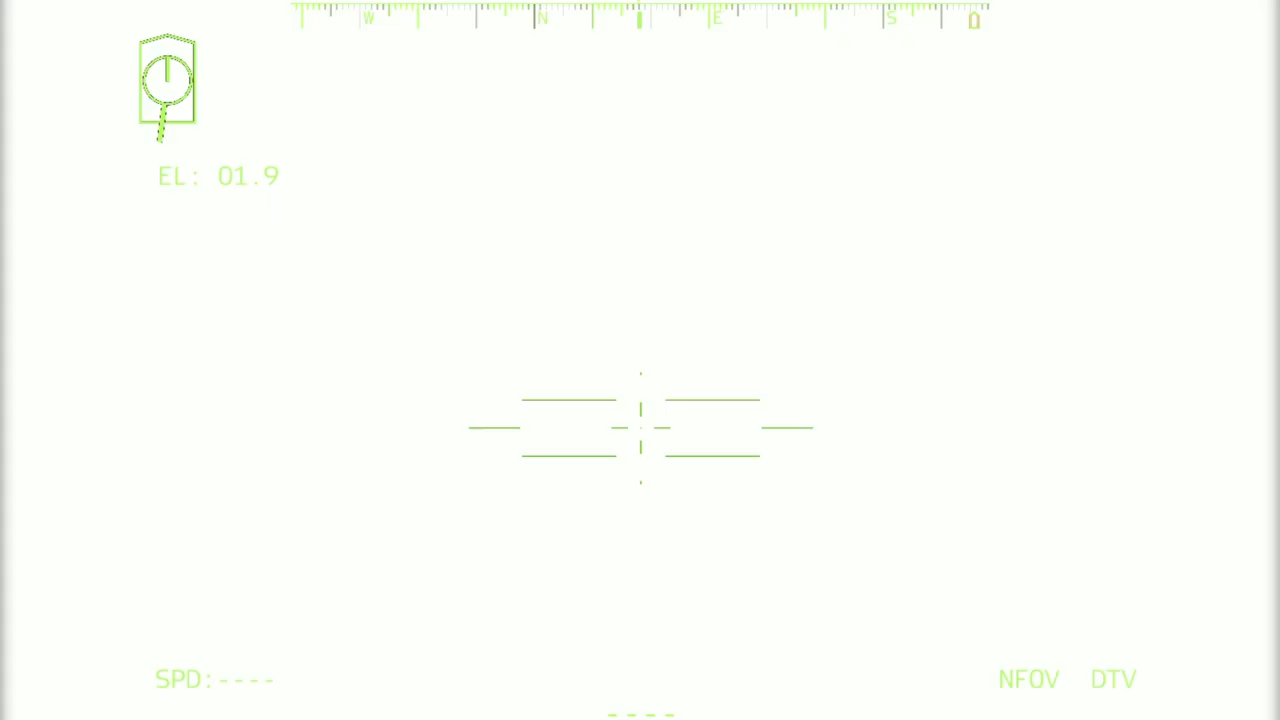 W N E S
EL: 01.9
SPD:----
NFOV DTV
----